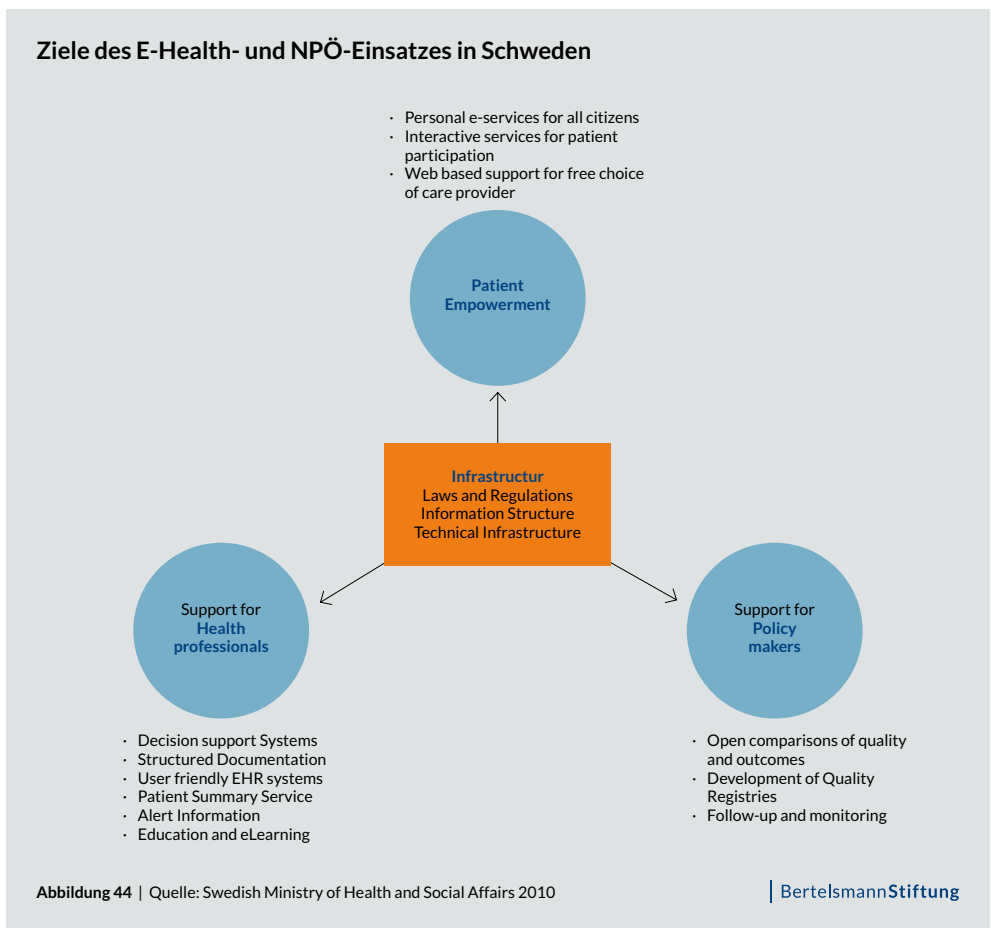 Ziele des E-Health- und NPÖ-Einsatzes in Schweden
· Personal e-services for all citizens
· Interactive services for patient
participation
· Web based support for free choice
of care provider
Patient
Empowerment
Infrastructur
Laws and Regulations
Information Structure
Technical Infrastructure
Support for
Health
professionals
· Decision support Systems
· Structured Documentation
· User friendly EHR systems
· Patient Summary Service
· Alert Information
· Education and eLearning
Support for
Policy
makers
· Open comparisons of quality
and outcomes
· Development of Quality
Registries
· Follow-up and monitoring
Abbildung 44 | Quelle: Swedish Ministry of Health and Social Affairs 2010
BertelsmannStiftung